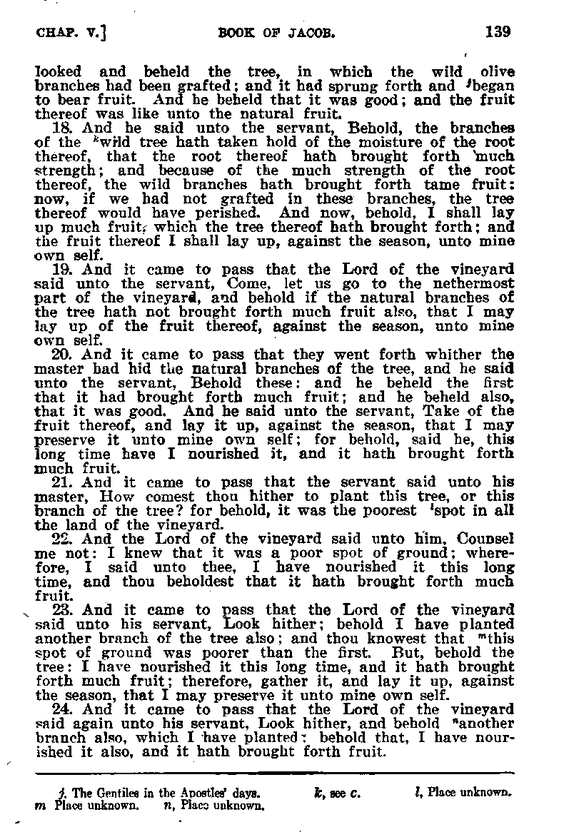 CHAP. V.] BOOK OF JACOB. 139
looked and beheld the tree, in which the wild olive
branches had been grafted; and it had sprung forth and ʲbegan
to bear fruit. And he beheld that it was good; and the fruit
thereof was like unto the natural fruit.
18. And he said unto the servant, Behold, the branches
of the ᵏwild tree hath taken hold of the moisture of the root
thereof, that the root thereof hath brought forth much
strength; and because of the much strength of the root
thereof, the wild branches hath brought forth tame fruit:
now, if we had not grafted in these branches, the tree
thereof would have perished. And now, behold, I shall lay
up much fruit, which the tree thereof hath brought forth; and
the fruit thereof I shall lay up, against the season, unto mine
own self.
19. And it came to pass that the Lord of the vineyard
said unto the servant, Come, let us go to the nethermost
part of the vineyard, and behold if the natural branches of
the tree hath not brought forth much fruit also, that I may
lay up of the fruit thereof, against the season, unto mine
own self.
20. And it came to pass that they went forth whither the
master had hid the natural branches of the tree, and he said
unto the servant, Behold these: and he beheld the first
that it had brought forth much fruit; and he beheld also,
that it was good. And he said unto the servant, Take of the
fruit thereof, and lay it up, against the season, that I may
preserve it unto mine own self; for behold, said he, this
long time have I nourished it, and it hath brought forth
much fruit.
21. And it came to pass that the servant said unto his
master, How comest thou hither to plant this tree, or this
branch of the tree? for behold, it was the poorest ˡspot in all
the land of the vineyard.
22. And the Lord of the vineyard said unto him, Counsel
me not: I knew that it was a poor spot of ground; where-
fore, I said unto thee, I have nourished it this long
time, and thou beholdest that it hath brought forth much
fruit.
23. And it came to pass that the Lord of the vineyard
said unto his servant, Look hither; behold I have planted
another branch of the tree also; and thou knowest that ᵐthis
spot of ground was poorer than the first. But, behold the
tree: I have nourished it this long time, and it hath brought
forth much fruit; therefore, gather it, and lay it up, against
the season, that I may preserve it unto mine own self.
24. And it came to pass that the Lord of the vineyard
said again unto his servant, Look hither, and behold ⁿanother
branch also, which I have planted: behold that, I have nour-
ished it also, and it hath brought forth fruit.
j. The Gentiles in the Apostles' days. k, see c. l, Place unknown.
m Place unknown. n, Place unknown.